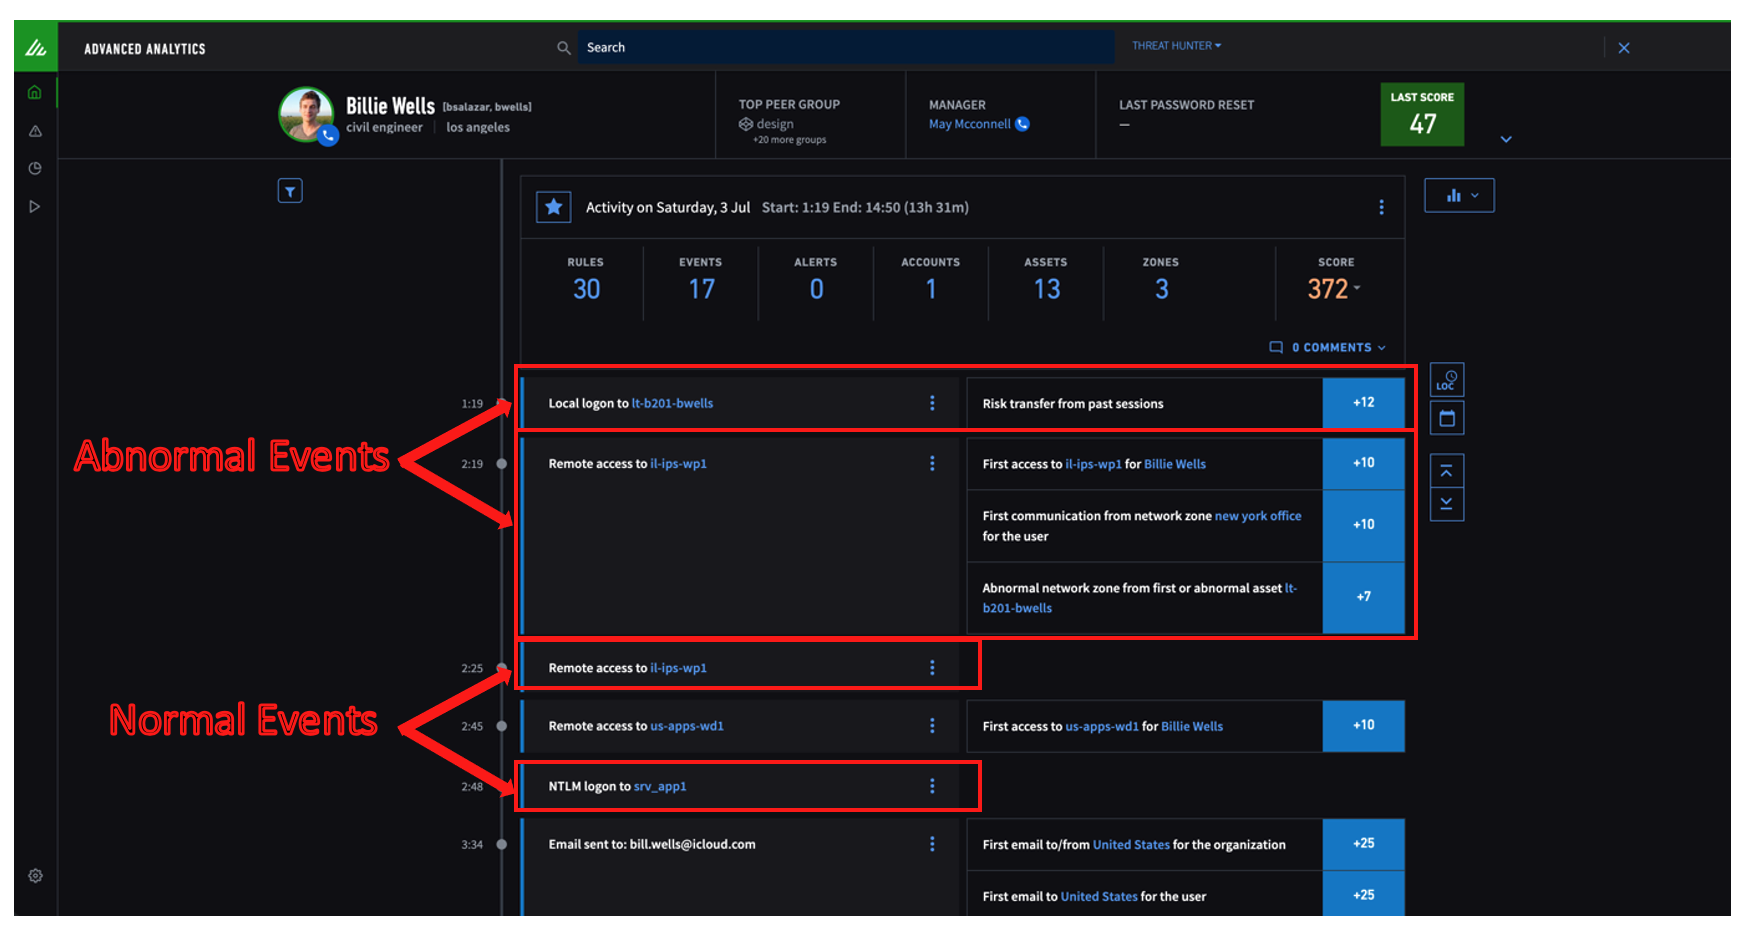 ADVANCED ANALYTICS
Search
THREAT HUNTER
Billie Wells [bsalazar, bwells]
civil engineer los angeles
TOP PEER GROUP
design
+20 more groups
MANAGER
May Mcconnell
LAST PASSWORD RESET
—
LAST SCORE
47
Activity on Saturday, 3 Jul Start: 1:19 End: 14:50 (13h 31m)
RULES
30
EVENTS
17
ALERTS
0
ACCOUNTS
1
ASSETS
13
ZONES
3
SCORE
372
0 COMMENTS
LOC
Abnormal Events
Normal Events
1:19
Local logon to lt-b201-bwells
Risk transfer from past sessions
+12
2:19
Remote access to il-ips-wp1
First access to il-ips-wp1 for Billie Wells
+10
First communication from network zone new york office
for the user
+10
Abnormal network zone from first or abnormal asset lt-
b201-bwells
+7
2:25
Remote access to il-ips-wp1
2:45
Remote access to us-apps-wd1
First access to us-apps-wd1 for Billie Wells
+10
2:48
NTLM logon to srv_app1
3:34
Email sent to: bill.wells@icloud.com
First email to/from United States for the organization
+25
First email to United States for the user
+25